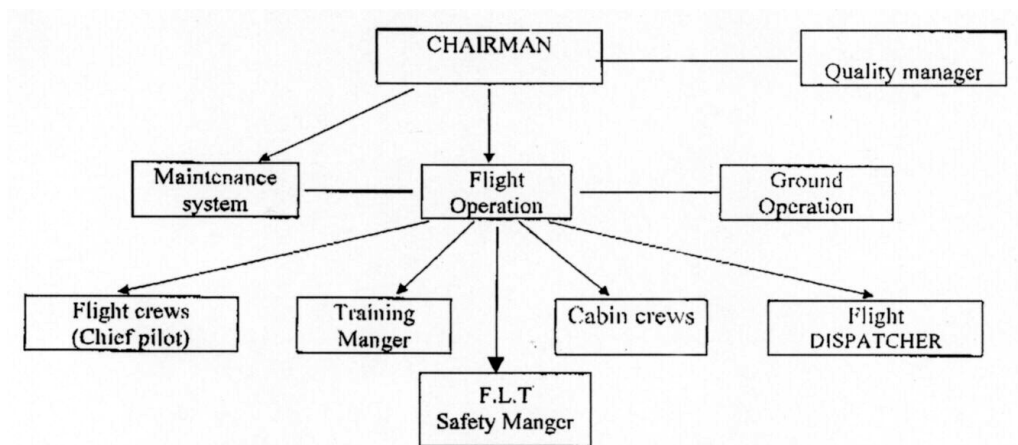 CHAIRMAN
Quality manager
Maintenance
system
Flight
Operation
Ground
Operation
Flight crews
(Chief pilot)
Training
Manger
Cabin crews
Flight
DISPATCHER
F.L.T
Safety Manger